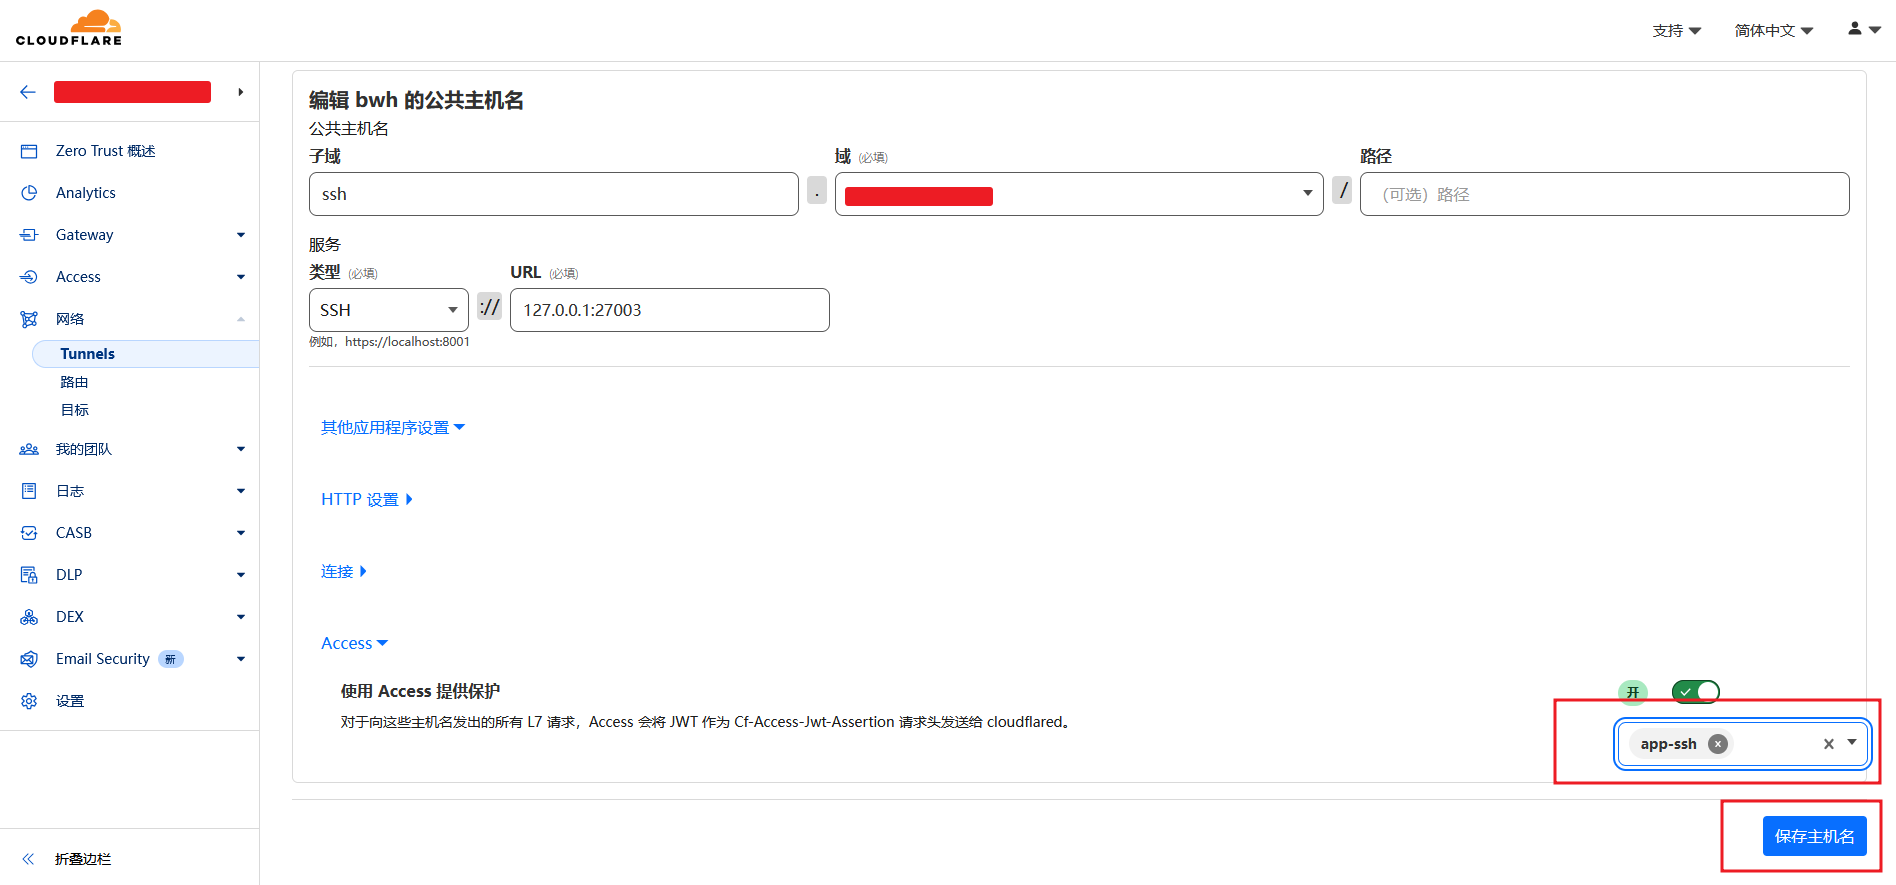 CLOUDFLARE
支持
简体中文
Zero Trust 概述
Analytics
Gateway
Access
网络
Tunnels
路由
目标
我的团队
日志
CASB
DLP
DEX
Email Security 新
设置
折叠边栏
编辑 bwh 的公共主机名
公共主机名
子域
域 (必填)
路径
ssh
.
/
（可选）路径
服务
类型 (必填)
URL (必填)
SSH
://
127.0.0.1:27003
例如，https://localhost:8001
其他应用程序设置
HTTP 设置
连接
Access
使用 Access 提供保护
开
对于向这些主机名发出的所有 L7 请求，Access 会将 JWT 作为 Cf-Access-Jwt-Assertion 请求头发送给 cloudflared。
app-ssh
保存主机名